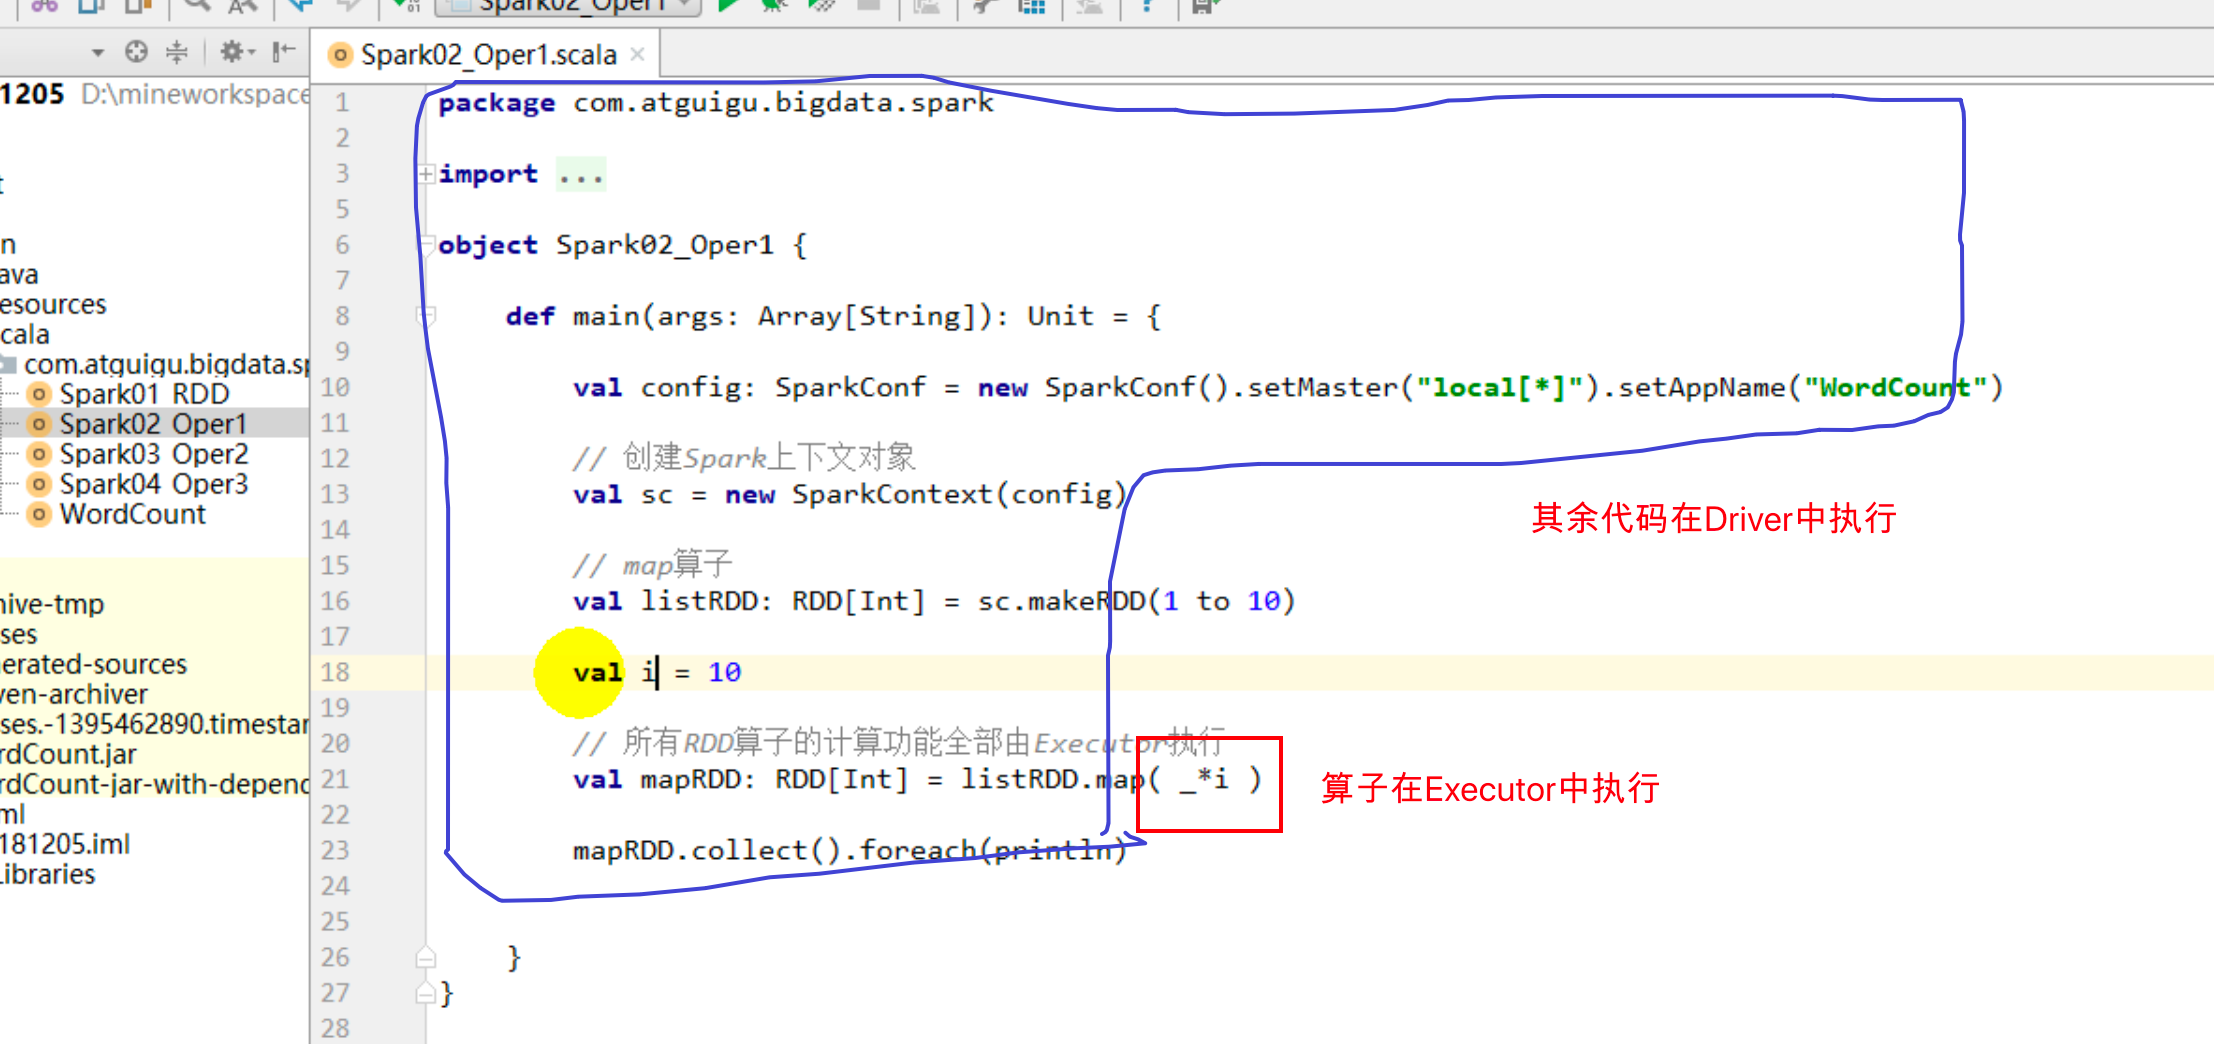 Spark02_Oper1
Spark02_Oper1.scala
1205 D:\mineworkspace
t
n
ava
esources
cala
com.atguigu.bigdata.sp
Spark01_RDD
Spark02_Oper1
Spark03_Oper2
Spark04_Oper3
WordCount
hive-tmp
ses
nerated-sources
ven-archiver
ses.-1395462890.timestar
rdCount.jar
rdCount-jar-with-depend
ml
181205.iml
Libraries
1 package com.atguigu.bigdata.spark
2
3 import ...
5
6 object Spark02_Oper1 {
7
8 def main(args: Array[String]): Unit = {
9
10 val config: SparkConf = new SparkConf().setMaster("local[*]").setAppName("WordCount")
11
12 // 创建Spark上下文对象
13 val sc = new SparkContext(config)
14
15 // map算子
16 val listRDD: RDD[Int] = sc.makeRDD(1 to 10)
17
18 val i = 10
19
20 // 所有RDD算子的计算功能全部由Executor执行
21 val mapRDD: RDD[Int] = listRDD.map( _*i )
22
23 mapRDD.collect().foreach(println)
24
25
26 }
27 }
28
其余代码在Driver中执行
算子在Executor中执行